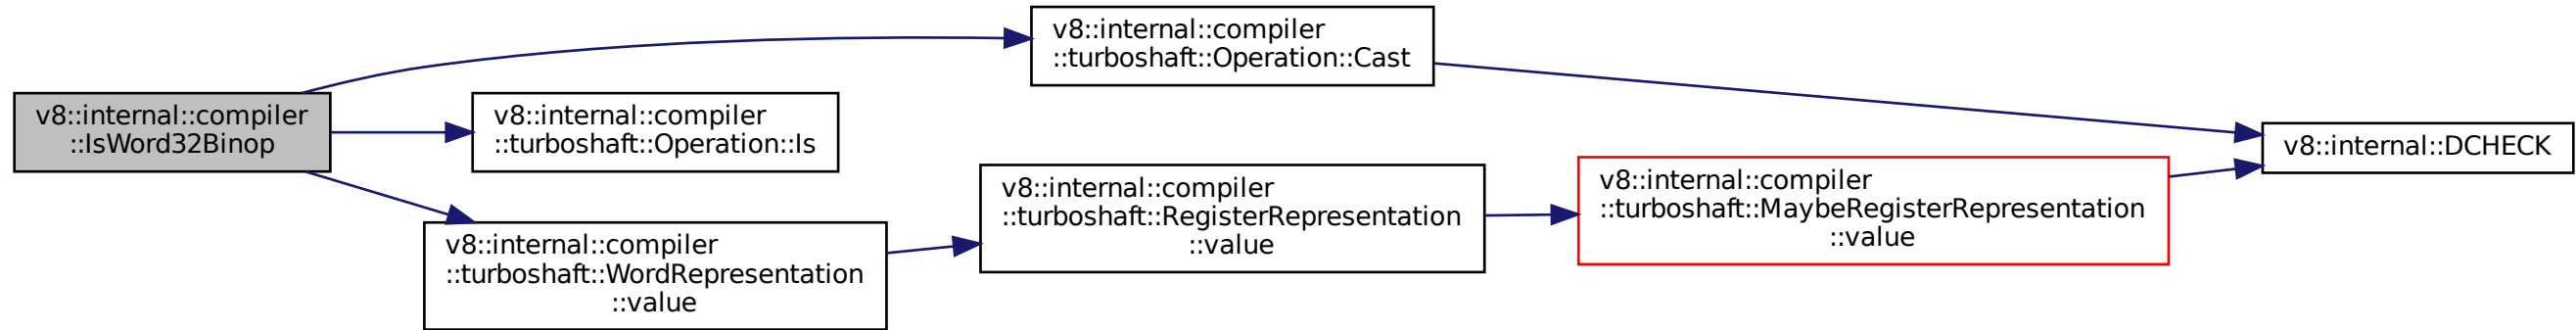 v8::internal::compiler
::IsWord32Binop
v8::internal::compiler
::turboshaft::Operation::Cast
v8::internal::compiler
::turboshaft::Operation::Is
v8::internal::compiler
::turboshaft::WordRepresentation
::value
v8::internal::compiler
::turboshaft::RegisterRepresentation
::value
v8::internal::compiler
::turboshaft::MaybeRegisterRepresentation
::value
v8::internal::DCHECK